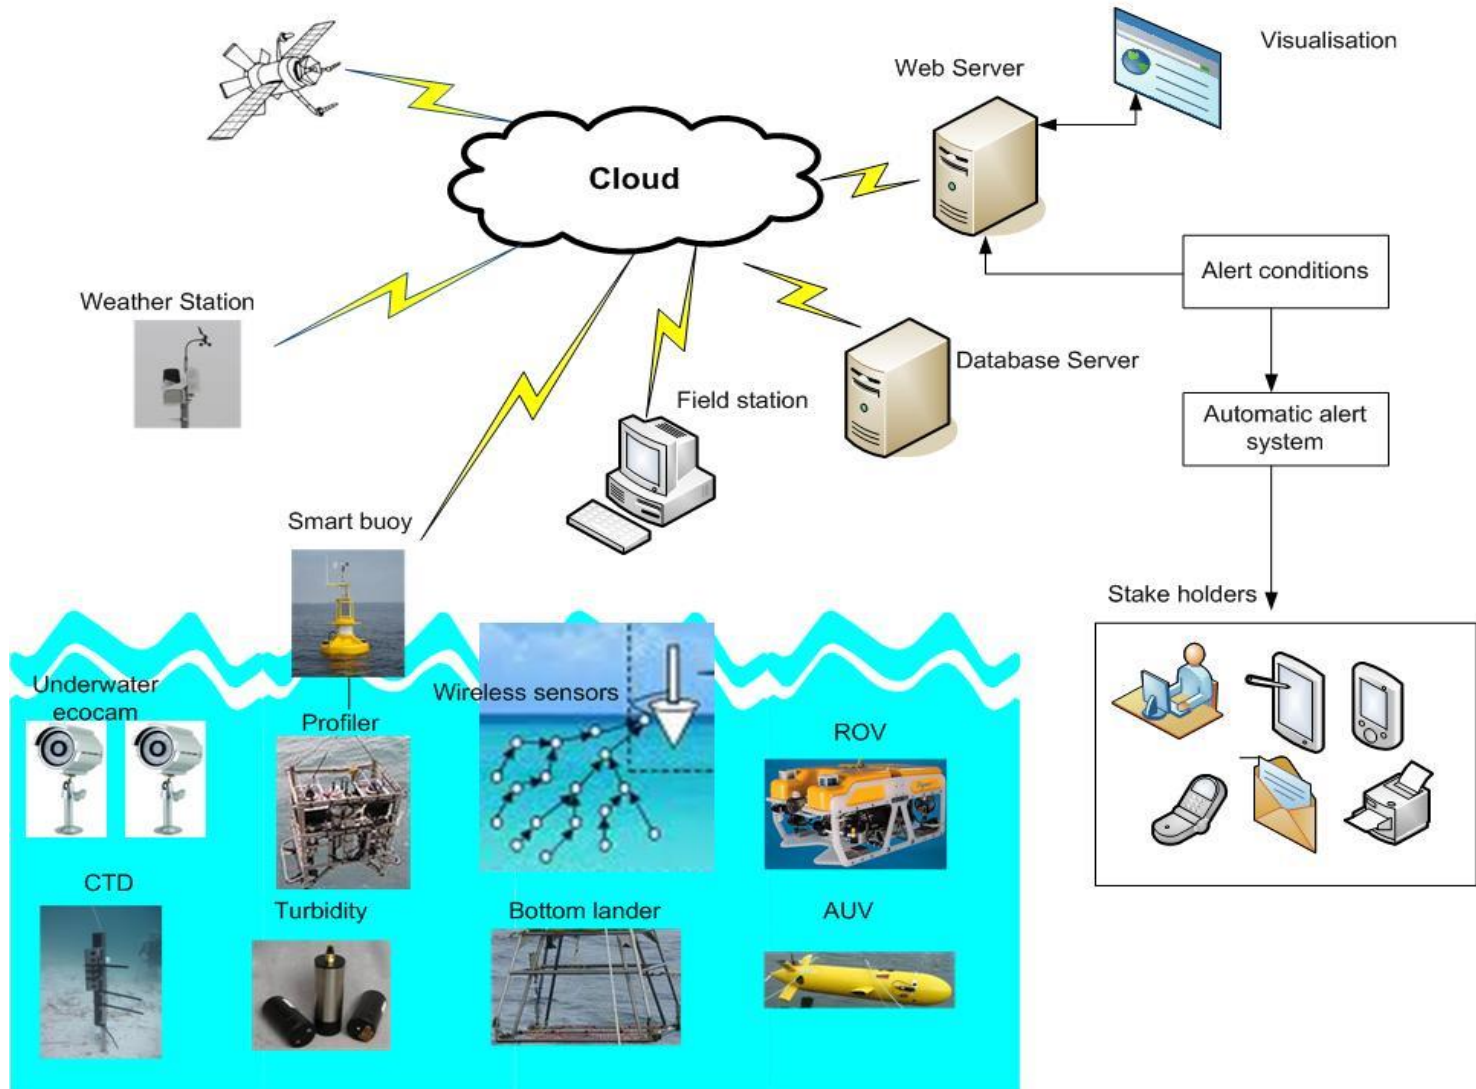 Visualisation
Web Server
Cloud
Alert conditions
Weather Station
Database Server
Field station
Automatic alert
system
Smart buoy
Stake holders
Underwater
ecocam
Wireless sensors
Profiler
ROV
CTD
Turbidity
Bottom lander
AUV